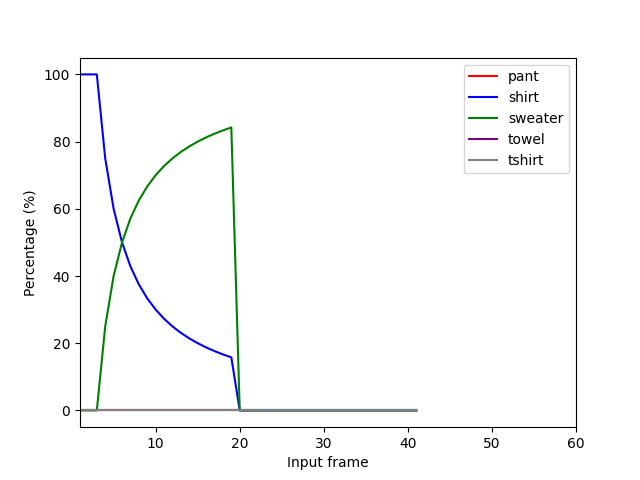 100
80
60
40
20
0
Percentage (%)
10 20 30 40 50 60
Input frame
pant
shirt
sweater
towel
tshirt